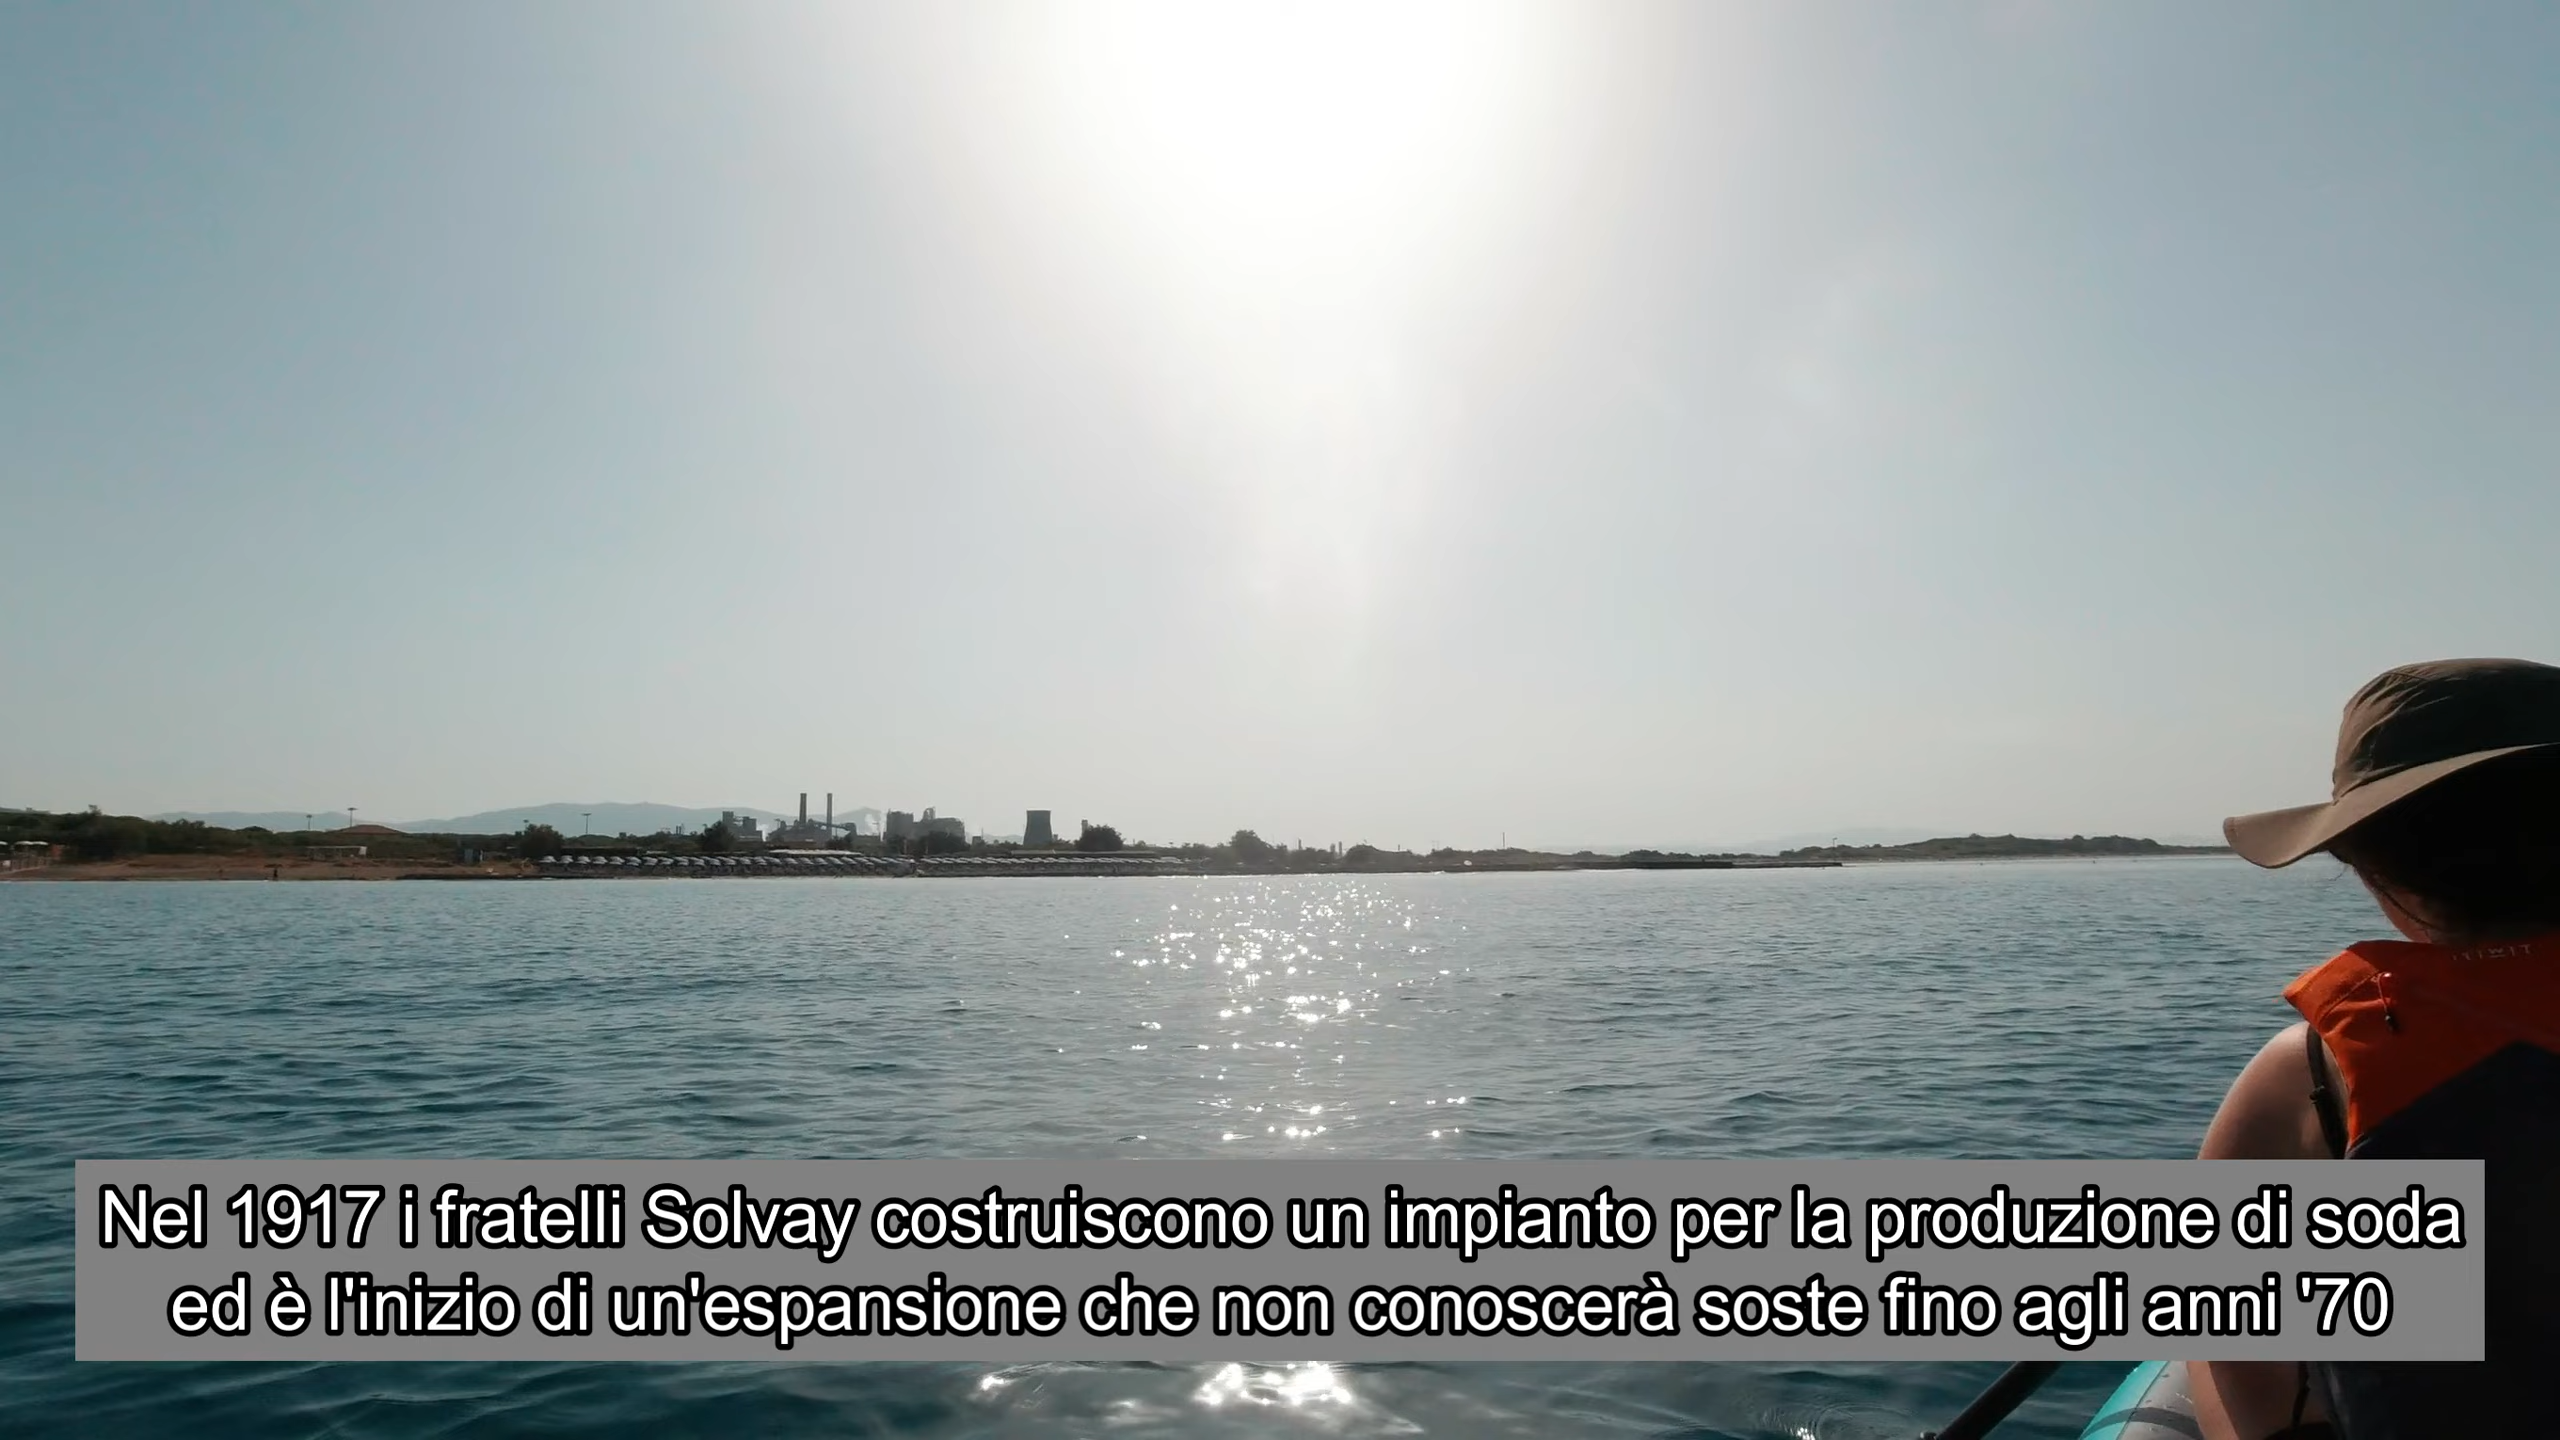 Nel 1917 i fratelli Solvay costruiscono un impianto per la produzione di soda
ed è l'inizio di un'espansione che non conoscerà soste fino agli anni '70